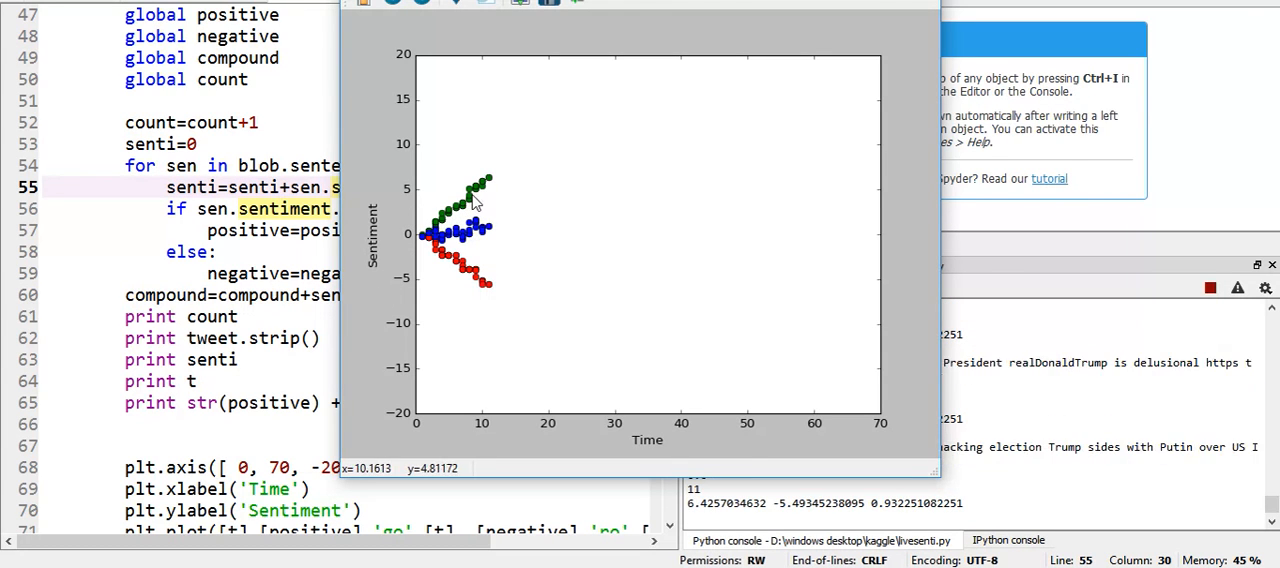 47 global positive
48 global negative
49 global compound
50 global count
51
52 count=count+1
53 senti=0
54 for sen in blob.sente
55 senti=senti+sen.s
56 if sen.sentiment.
57 positive=posi
58 else:
59 negative=nega
60 compound=compound+sen
61 print count
62 print tweet.strip()
63 print senti
64 print t
65 print str(positive) +
66
67
68 plt.axis([ 0, 70, -20
69 plt.xlabel('Time')
70 plt.ylabel('Sentiment')
71 plt.plot([t],[positive],'go',[t],[negative],'ro',[
20
15
10
5
0
−5
−10
−15
−20
Sentiment
0 10 20 30 40 50 60 70
Time
x=10.1613 y=4.81172
p of any object by pressing Ctrl+I in
the Editor or the Console.
wn automatically after writing a left
n object. You can activate this
es > Help.
Spyder? Read our tutorial
y
2251
President realDonaldTrump is delusional https t
2251
acking election Trump sides with Putin over US I
11
6.4257034632 -5.49345238095 0.932251082251
Python console - D:\windows desktop\kaggle\livesenti.py IPython console
Permissions: RW End-of-lines: CRLF Encoding: UTF-8 Line: 55 Column: 30 Memory: 45 %